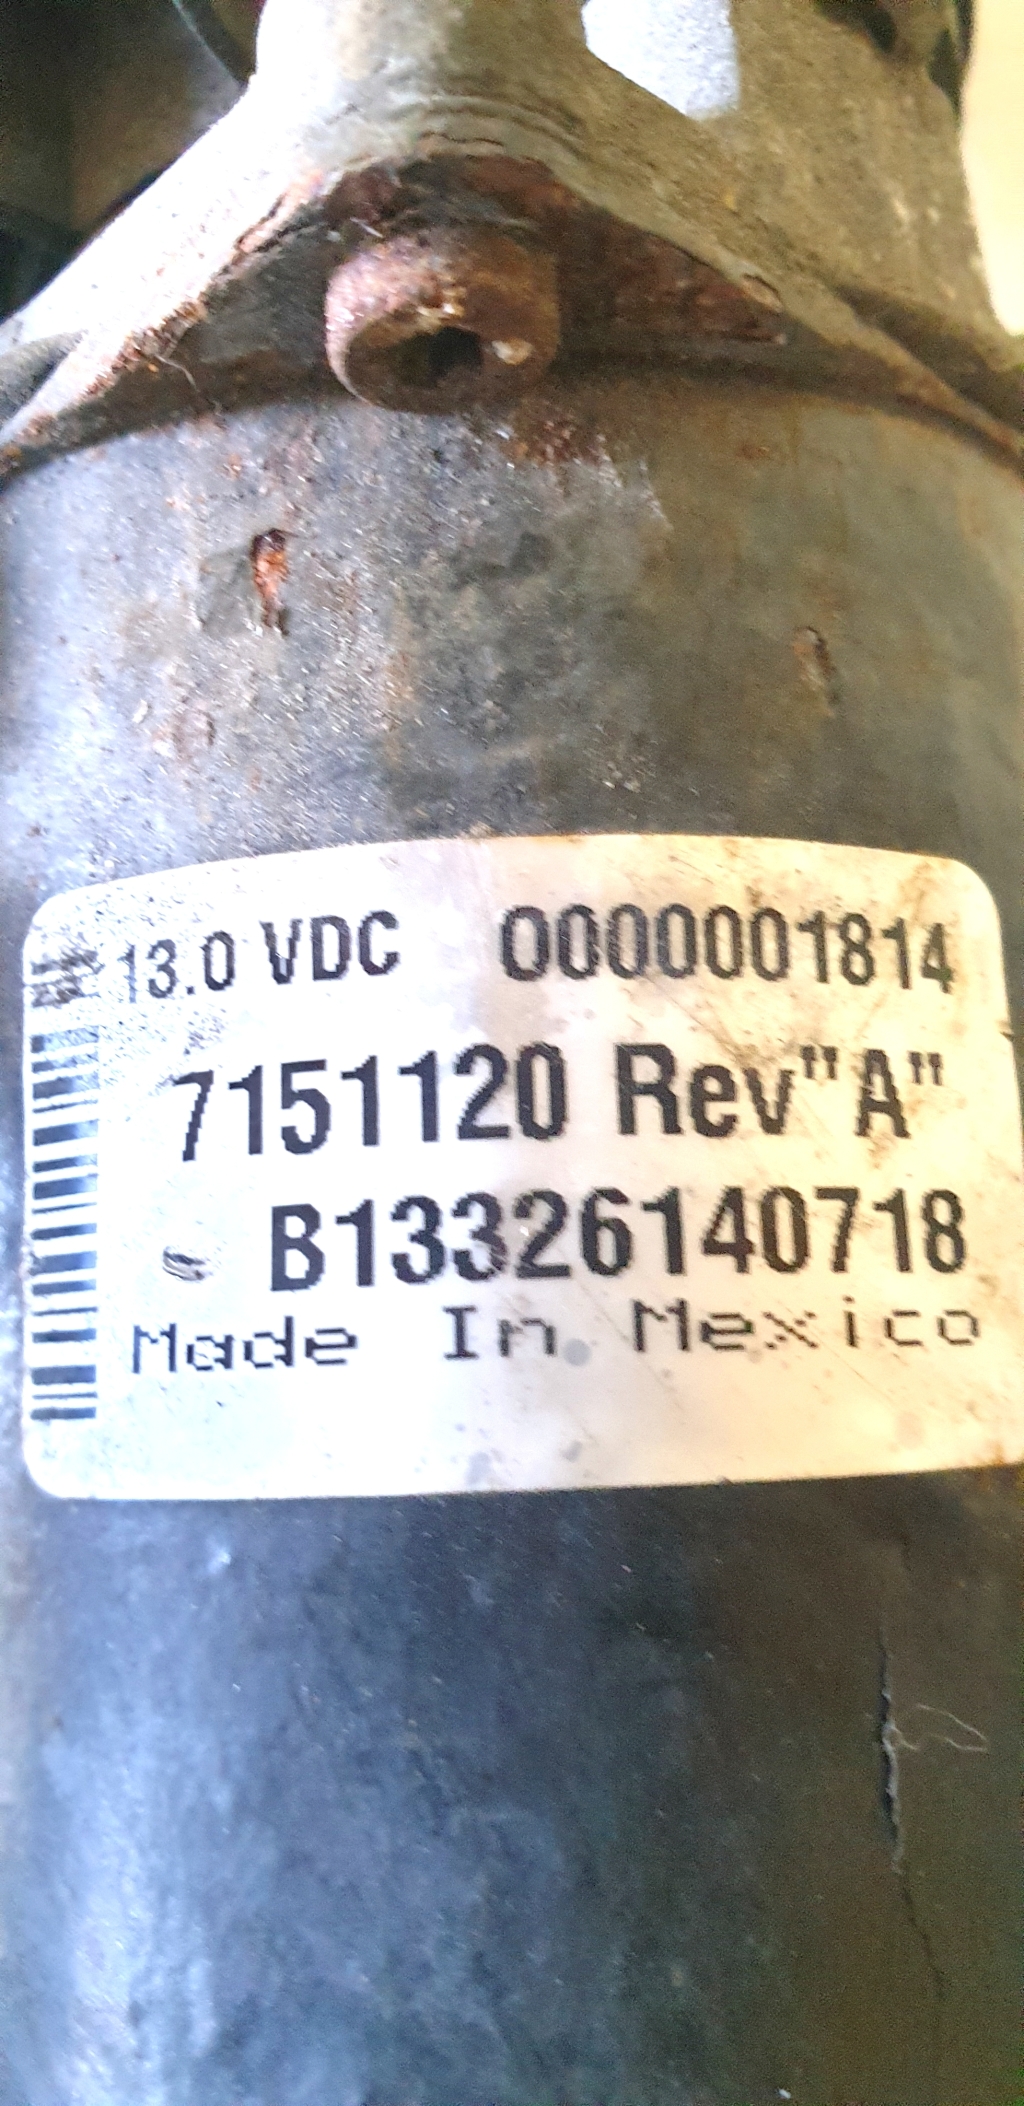 13.0 VDC 0000001814
7151120 Rev"A"
B13326140718
Made In Mexico